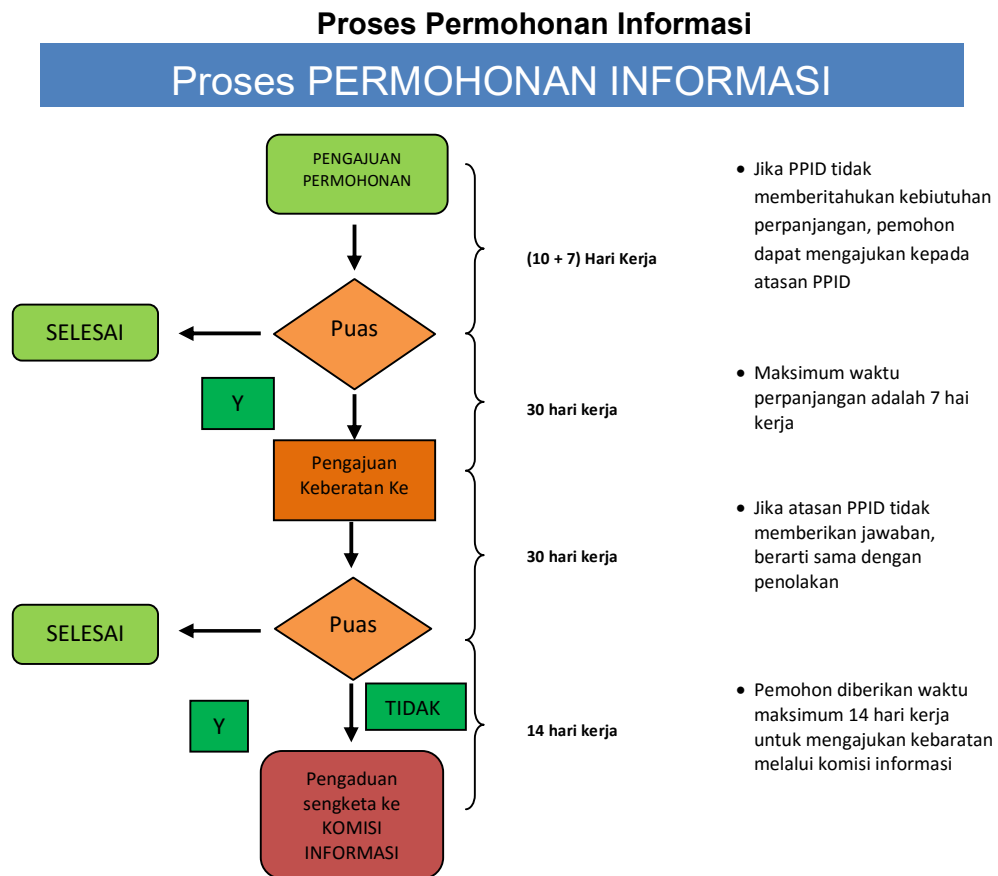 Proses Permohonan Informasi
Proses PERMOHONAN INFORMASI
PENGAJUAN
PERMOHONAN
(10 + 7) Hari Kerja
• Jika PPID tidak
memberitahukan kebiutuhan
perpanjangan, pemohon
dapat mengajukan kepada
atasan PPID
SELESAI
Puas
Y
30 hari kerja
• Maksimum waktu
perpanjangan adalah 7 hai
kerja
Pengajuan
Keberatan Ke
30 hari kerja
• Jika atasan PPID tidak
memberikan jawaban,
berarti sama dengan
penolakan
SELESAI
Puas
Y
TIDAK
14 hari kerja
• Pemohon diberikan waktu
maksimum 14 hari kerja
untuk mengajukan kebaratan
melalui komisi informasi
Pengaduan
sengketa ke
KOMISI
INFORMASI